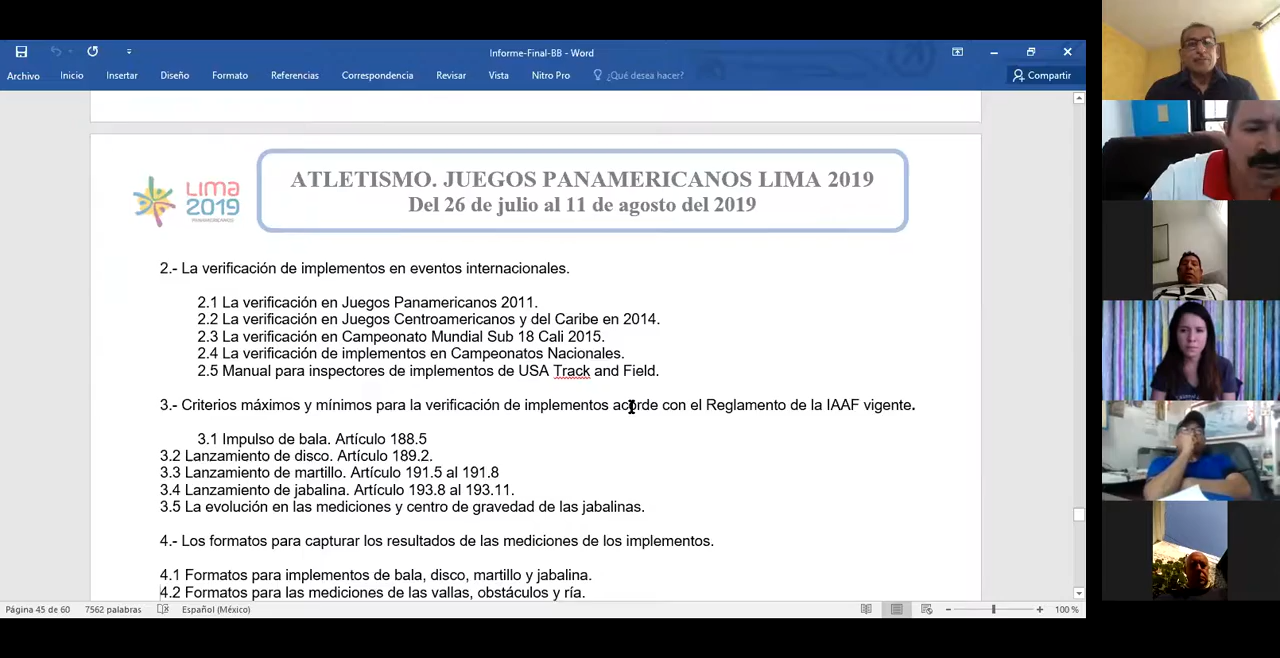 Informe-Final-BB - Word
Archivo Inicio Insertar Diseño Formato Referencias Correspondencia Revisar Vista Nitro Pro ¿Qué desea hacer? Compartir
LIMA
2019
PANAMERICANOS
ATLETISMO. JUEGOS PANAMERICANOS LIMA 2019
Del 26 de julio al 11 de agosto del 2019
2.- La verificación de implementos en eventos internacionales.
2.1 La verificación en Juegos Panamericanos 2011.
2.2 La verificación en Juegos Centroamericanos y del Caribe en 2014.
2.3 La verificación en Campeonato Mundial Sub 18 Cali 2015.
2.4 La verificación de implementos en Campeonatos Nacionales.
2.5 Manual para inspectores de implementos de USA Track and Field.
3.- Criterios máximos y mínimos para la verificación de implementos acorde con el Reglamento de la IAAF vigente.
3.1 Impulso de bala. Artículo 188.5
3.2 Lanzamiento de disco. Artículo 189.2.
3.3 Lanzamiento de martillo. Artículo 191.5 al 191.8
3.4 Lanzamiento de jabalina. Artículo 193.8 al 193.11.
3.5 La evolución en las mediciones y centro de gravedad de las jabalinas.
4.- Los formatos para capturar los resultados de las mediciones de los implementos.
4.1 Formatos para implementos de bala, disco, martillo y jabalina.
4.2 Formatos para las mediciones de las vallas, obstáculos y ría.
Página 45 de 60 7562 palabras Español (México) 100 %